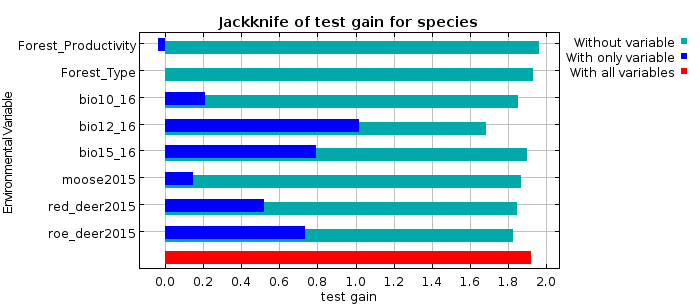 Jackknife of test gain for species
Forest_Productivity
Forest_Type
bio10_16
bio12_16
bio15_16
moose2015
red_deer2015
roe_deer2015
Environmental Variable
Without variable
With only variable
With all variables
0.0 0.2 0.4 0.6 0.8 1.0 1.2 1.4 1.6 1.8 2.0
test gain